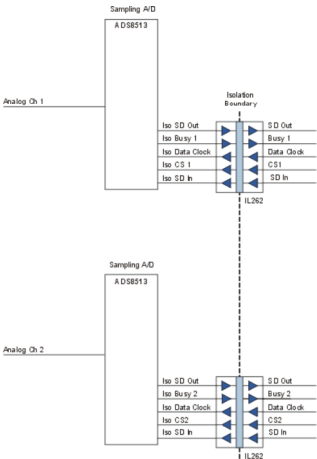 Sampling A/D
ADS8513
Analog Ch 1
Isolation
Boundary
Iso SD Out
SD Out
Iso Busy 1
Busy 1
Iso Data Clock
Data Clock
Iso CS 1
CS1
Iso SD In
SD In
IL262
Sampling A/D
ADS8513
Analog Ch 2
Iso SD Out
SD Out
Iso Busy 2
Busy 2
Iso Data Clock
Data Clock
Iso CS2
CS2
Iso SD In
SD In
IL262